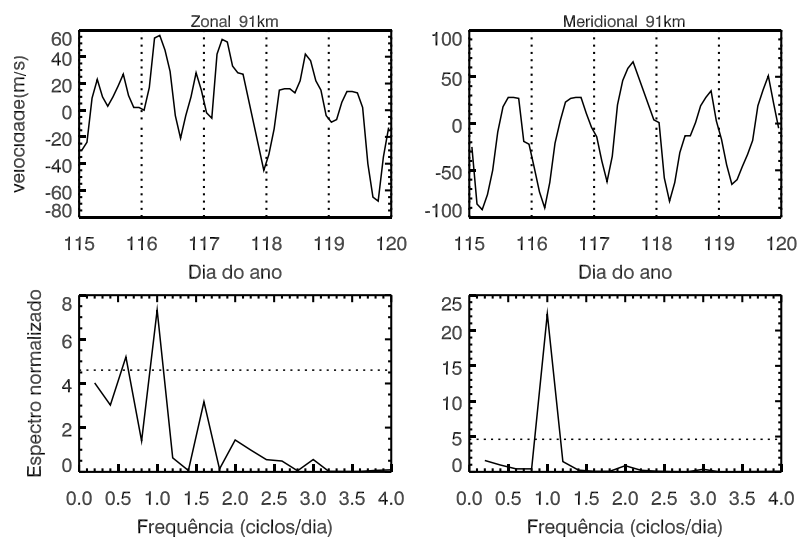 Zonal 91km
Meridional 91km
velocidade(m/s)
60
40
20
0
-20
-40
-60
-80
115 116 117 118 119 120
Dia do ano
100
50
0
-50
-100
115 116 117 118 119 120
Dia do ano
Espectro normalizado
8
6
4
2
0
0.0 0.5 1.0 1.5 2.0 2.5 3.0 3.5 4.0
Frequência (ciclos/dia)
25
20
15
10
5
0
0.0 0.5 1.0 1.5 2.0 2.5 3.0 3.5 4.0
Frequência (ciclos/dia)